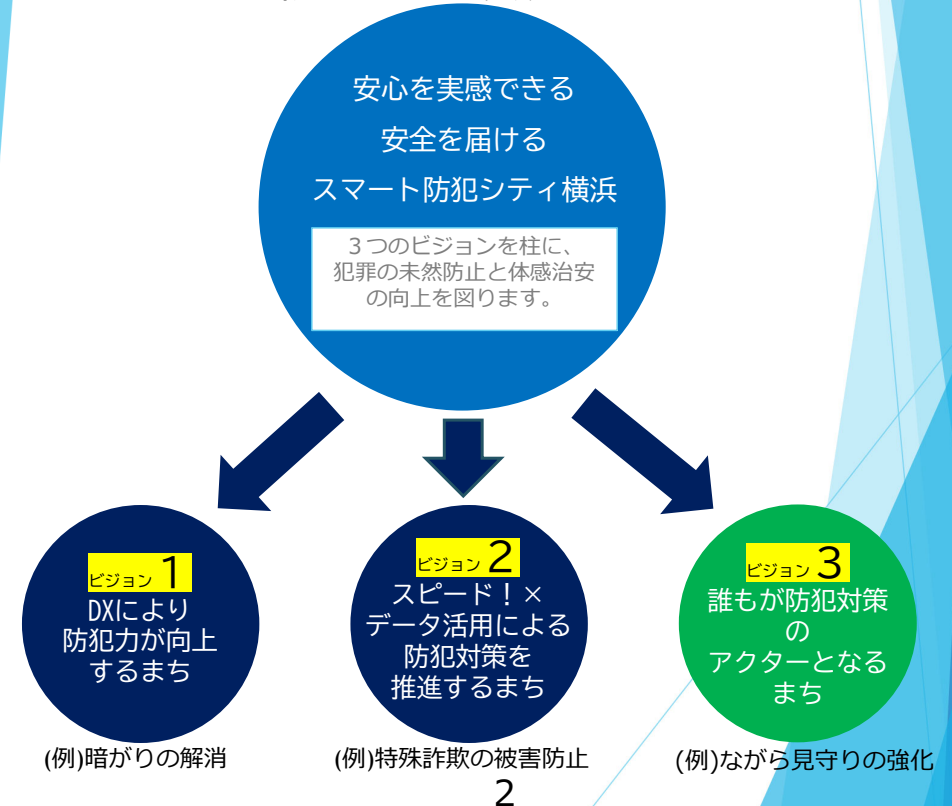 安心を実感できる
安全を届ける
スマート防犯シティ横浜
３つのビジョンを柱に、
犯罪の未然防止と体感治安
の向上を図ります。
ビジョン 1
DXにより
防犯力が向上
するまち
(例)暗がりの解消
ビジョン 2
スピード！×
データ活用による
防犯対策を
推進するまち
(例)特殊詐欺の被害防止
ビジョン 3
誰もが防犯対策
の
アクターとなる
まち
(例)ながら見守りの強化
2